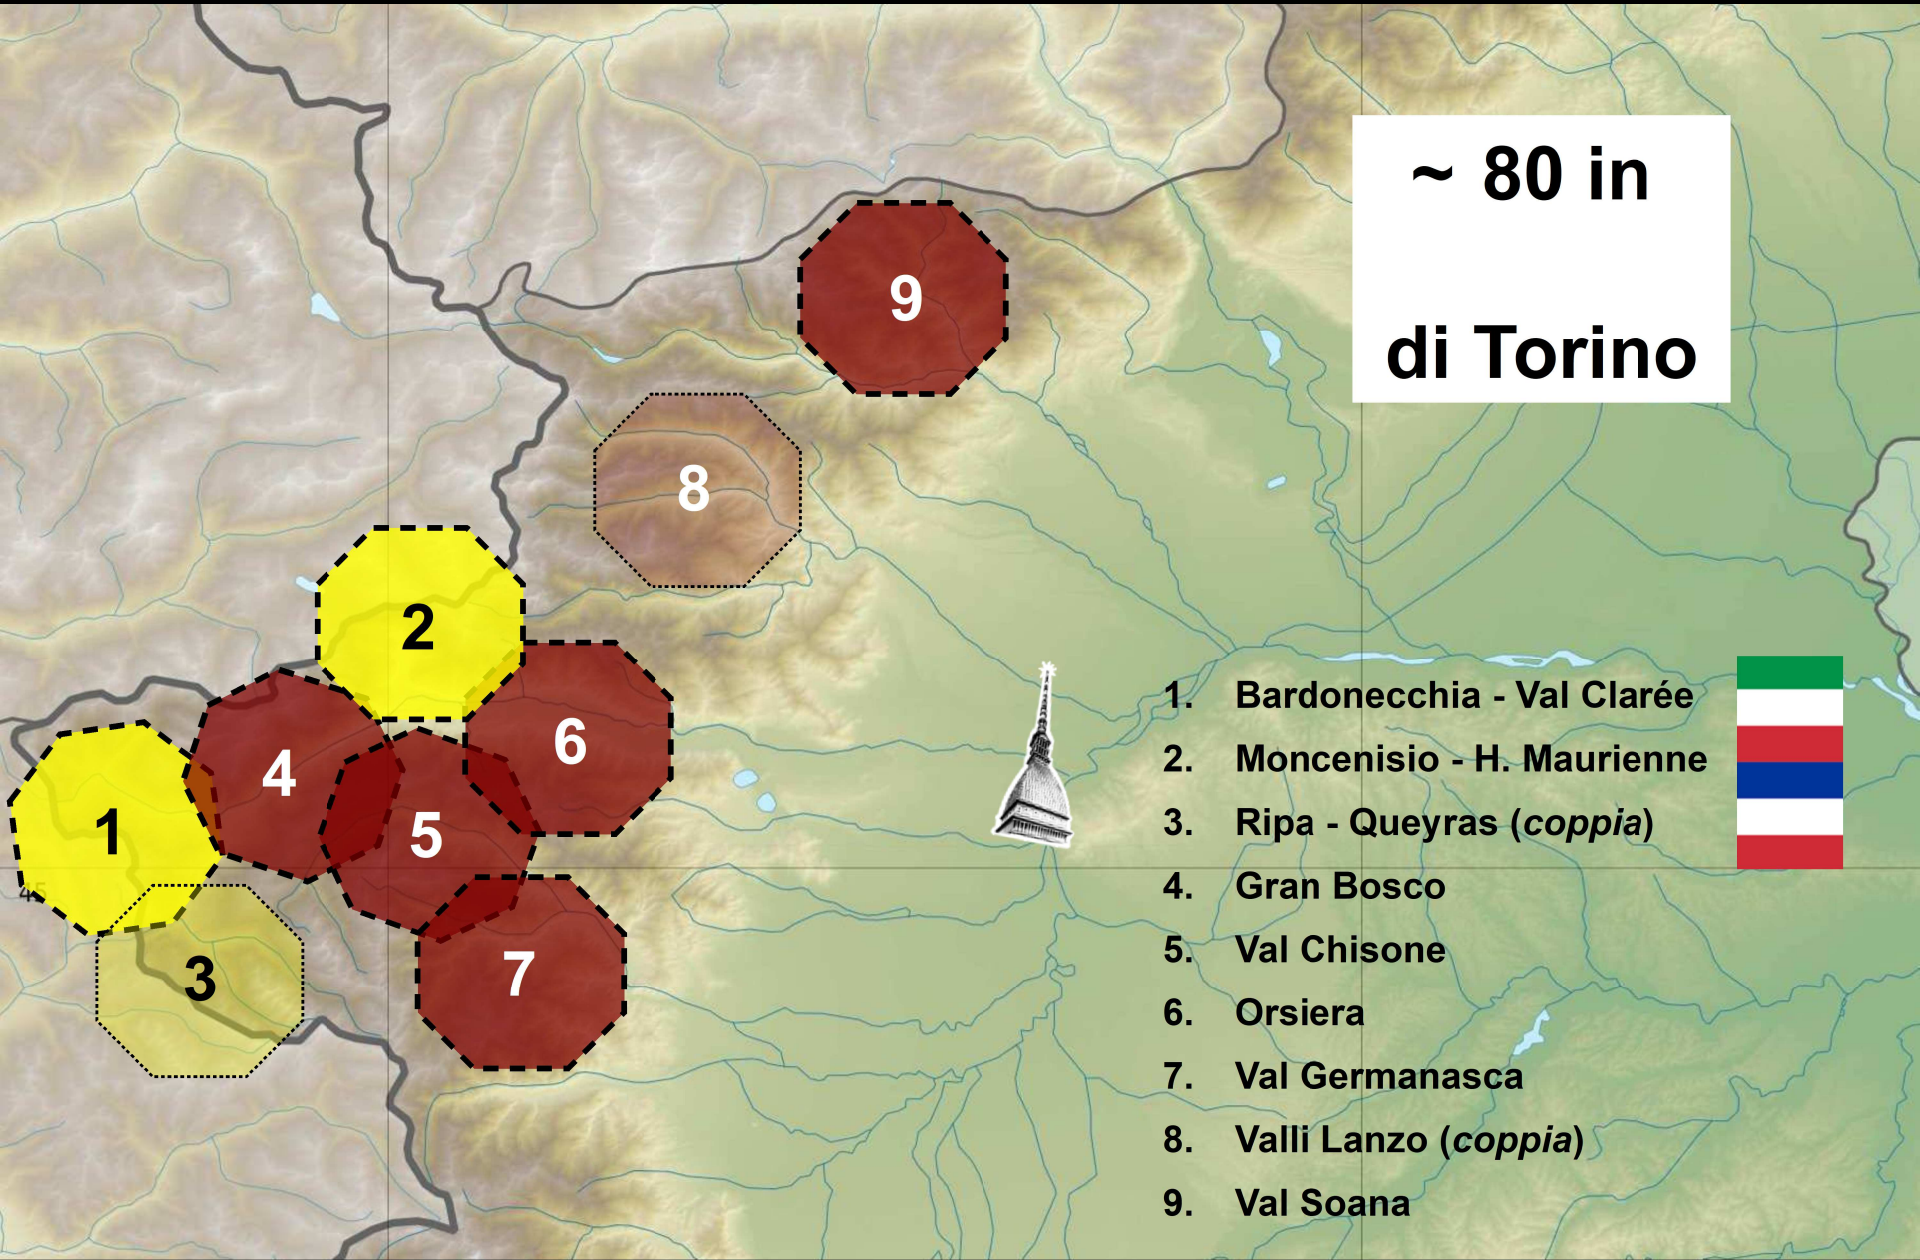 ~ 80 in
di Torino
9
8
2
6
4
5
1
7
3
45
1. Bardonecchia - Val Clarée
2. Moncenisio - H. Maurienne
3. Ripa - Queyras (coppia)
4. Gran Bosco
5. Val Chisone
6. Orsiera
7. Val Germanasca
8. Valli Lanzo (coppia)
9. Val Soana